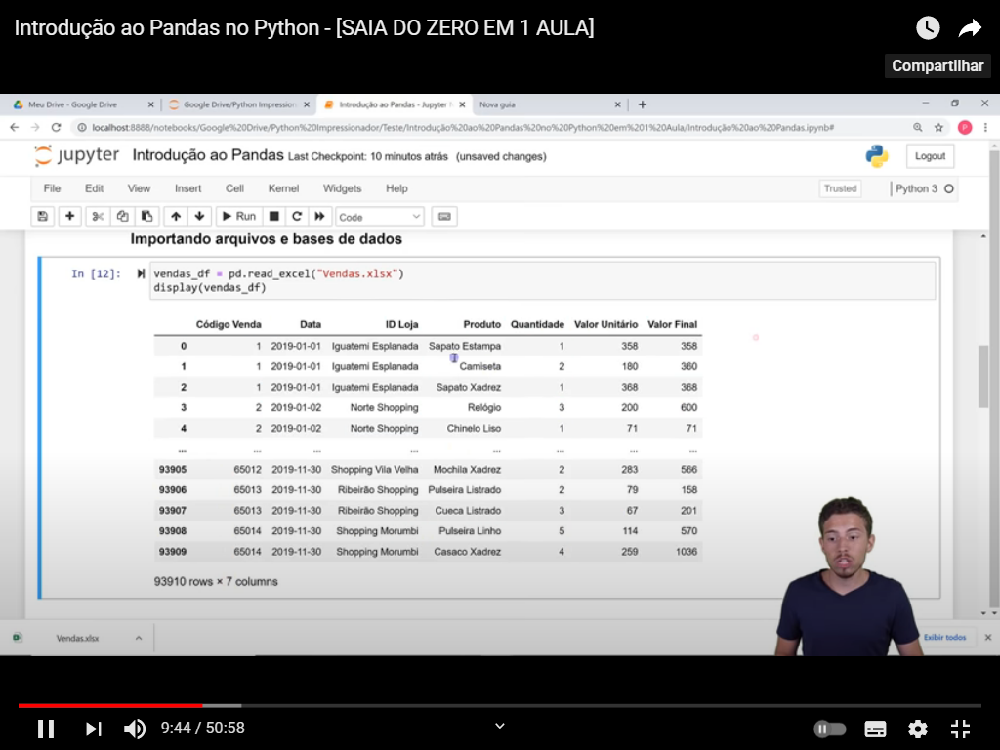 Introdução ao Pandas no Python - [SAIA DO ZERO EM 1 AULA]
Compartilhar
Meu Drive - Google Drive
Google Drive/Python Impression
Introdução ao Pandas - Jupyter
Nova guia
localhost:8888/notebooks/Google%20Drive/Python%20Impressionador/Teste/Introdução%20ao%20Pandas%20no%20Python%20em%201%20Aula/Introdução%20ao%20Pandas.ipynb#
P
jupyter Introdução ao Pandas Last Checkpoint: 10 minutos atrás (unsaved changes)
Logout
File Edit View Insert Cell Kernel Widgets Help
Trusted
Python 3
Run
Code
Importando arquivos e bases de dados
In [12]:
vendas_df = pd.read_excel("Vendas.xlsx")
display(vendas_df)
Código Venda Data ID Loja Produto Quantidade Valor Unitário Valor Final
0 1 2019-01-01 Iguatemi Esplanada Sapato Estampa 1 358 358
1 1 2019-01-01 Iguatemi Esplanada Camiseta 2 180 360
2 1 2019-01-01 Iguatemi Esplanada Sapato Xadrez 1 368 368
3 2 2019-01-02 Norte Shopping Relógio 3 200 600
4 2 2019-01-02 Norte Shopping Chinelo Liso 1 71 71
... ... ... ... ... ... ... ...
93905 65012 2019-11-30 Shopping Vila Velha Mochila Xadrez 2 283 566
93906 65013 2019-11-30 Ribeirão Shopping Pulseira Listrado 2 79 158
93907 65013 2019-11-30 Ribeirão Shopping Cueca Listrado 3 67 201
93908 65014 2019-11-30 Shopping Morumbi Pulseira Linho 5 114 570
93909 65014 2019-11-30 Shopping Morumbi Casaco Xadrez 4 259 1036
93910 rows × 7 columns
Vendas.xlsx
Exibir todos
9:44 / 50:58